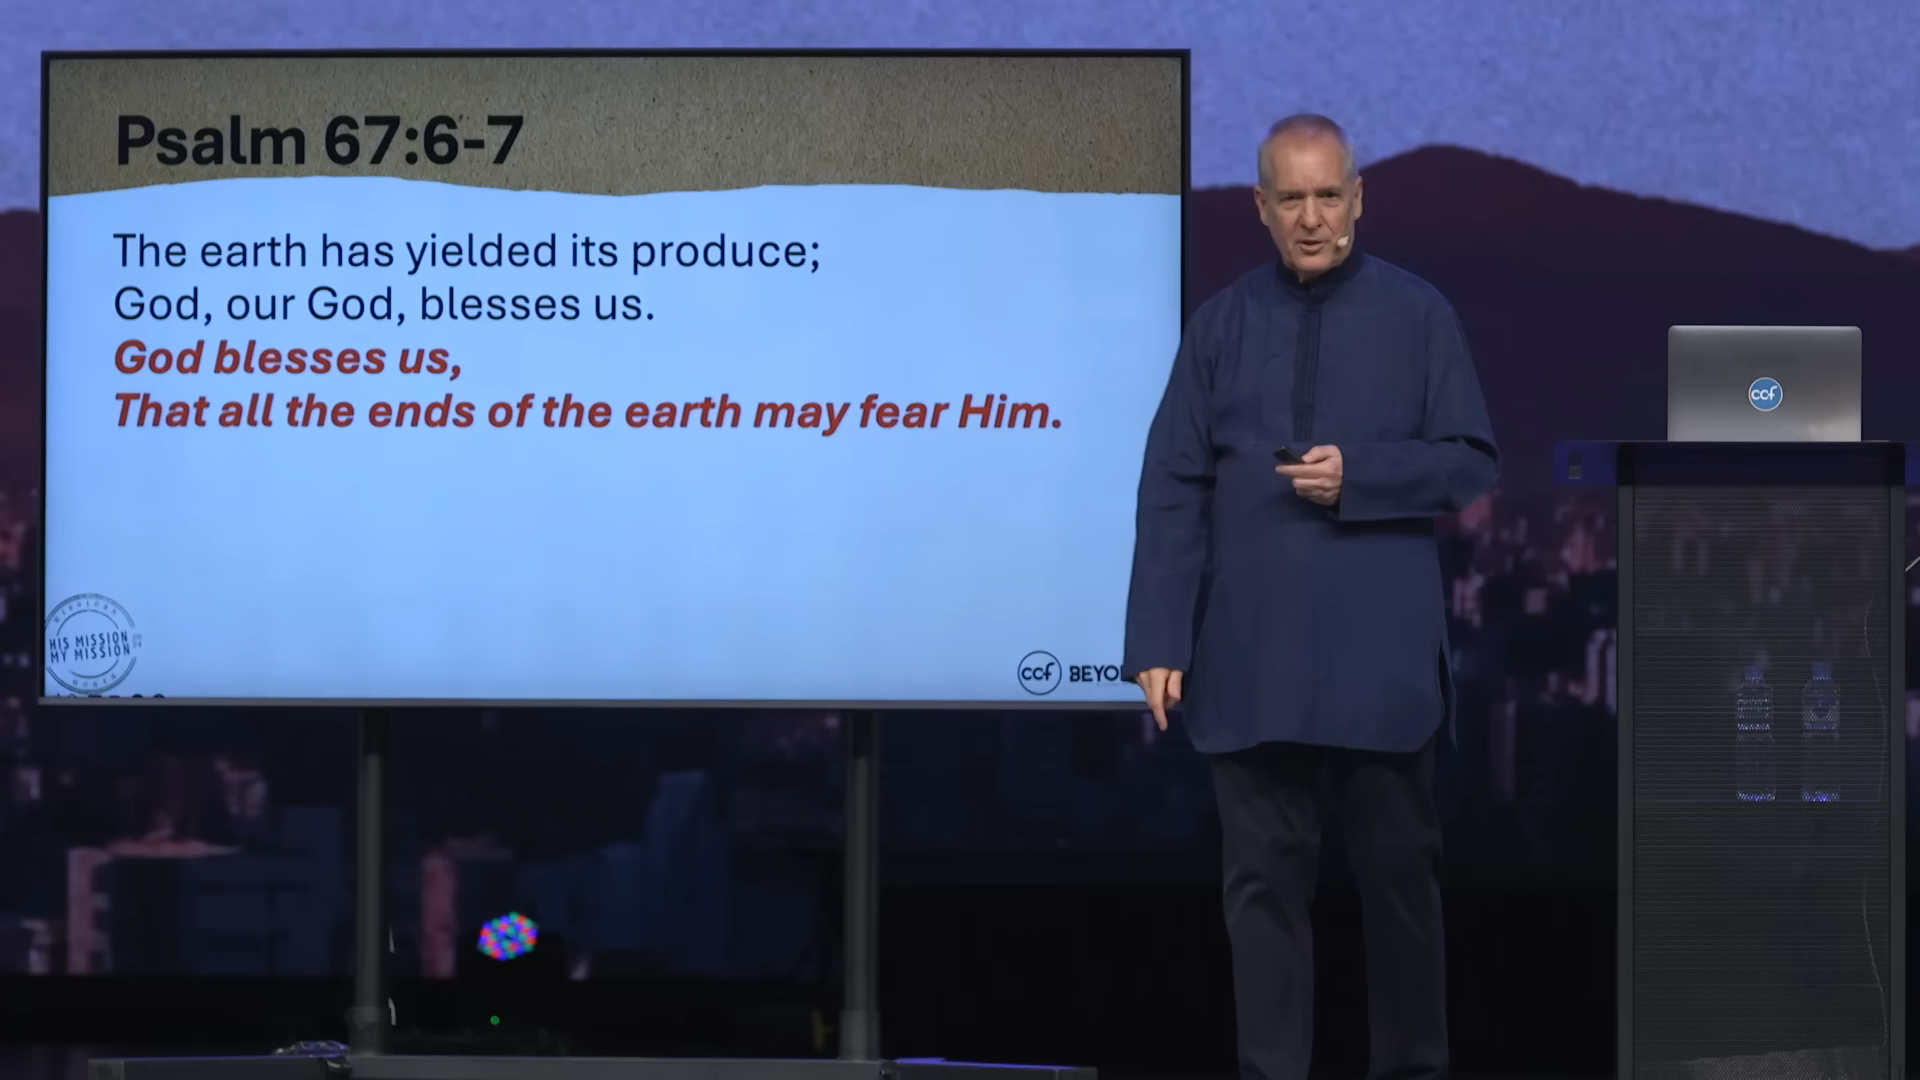 Psalm 67:6-7
The earth has yielded its produce;
God, our God, blesses us.
God blesses us,
That all the ends of the earth may fear Him.
HIS MISSION
MY MISSION
ccf BEYO
ccf